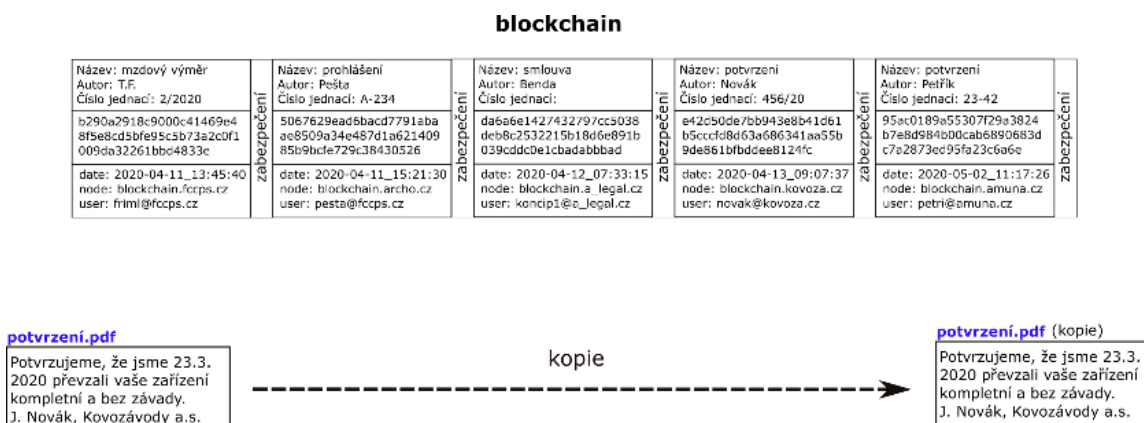 blockchain
Název: mzdový výměr
Autor: T.F.
Číslo jednací: 2/2020
b290a2918c9000c41469e4
8f5e8cd5bfe95c5b73a2c0f1
009da32261bbd4833e
date: 2020-04-11_13:45:40
node: blockchain.fccps.cz
user: friml@fccps.cz
zabezpečení
Název: prohlášení
Autor: Pešta
Číslo jednací: A-234
5067629ead6bacd7791aba
ae8509a34e487d1a621409
85b9bcfe729c38430526
date: 2020-04-11_15:21:30
node: blockchain.archo.cz
user: pesta@fccps.cz
zabezpečení
Název: smlouva
Autor: Benda
Číslo jednací:
da6a6e1427432797cc5038
deb8c2532215b18d6e891b
039cddc0e1cbadabbbad
date: 2020-04-12_07:33:15
node: blockchain.a_legal.cz
user: koncip1@a_legal.cz
zabezpečení
Název: potvrzeni
Autor: Novák
Číslo jednací: 456/20
e42d50de7bb943e8b41d61
b5cccfd8d63a686341aa55b
9de861bfbddee8124fc
date: 2020-04-13_09:07:37
node: blockchain.kovoza.cz
user: novak@kovoza.cz
zabezpečení
Název: potvrzeni
Autor: Petřík
Číslo jednací: 23-42
95ac0189a55307f29a3824
b7e8d984b00cab6890683d
c7a2873ed95fa23c6a6e
date: 2020-05-02_11:17:26
node: blockchain.amuna.cz
user: petri@amuna.cz
zabezpečení
potvrzení.pdf
Potvrzujeme, že jsme 23.3.
2020 převzali vaše zařízení
kompletní a bez závady.
J. Novák, Kovozávody a.s.
kopie
potvrzení.pdf (kopie)
Potvrzujeme, že jsme 23.3.
2020 převzali vaše zařízení
kompletní a bez závady.
J. Novák, Kovozávody a.s.